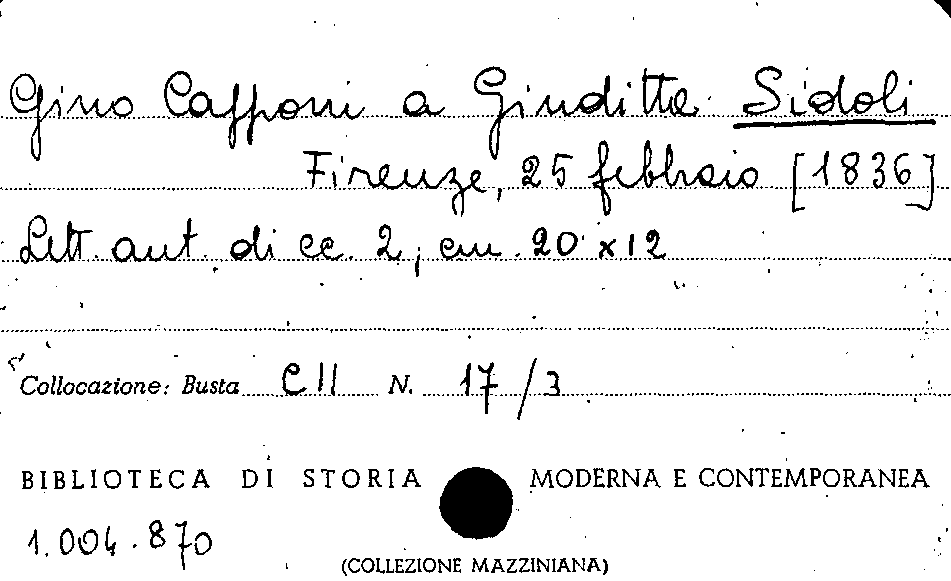 Gino Capponi a Giuditta Sidoli
Firenze, 25 febbraio [1836]
Lett. aut. di cc. 2, cm. 20 x 12
Collocazione: Busta CII N. 17/3
BIBLIOTECA DI STORIA MODERNA E CONTEMPORANEA
1.004.870
(COLLEZIONE MAZZINIANA)